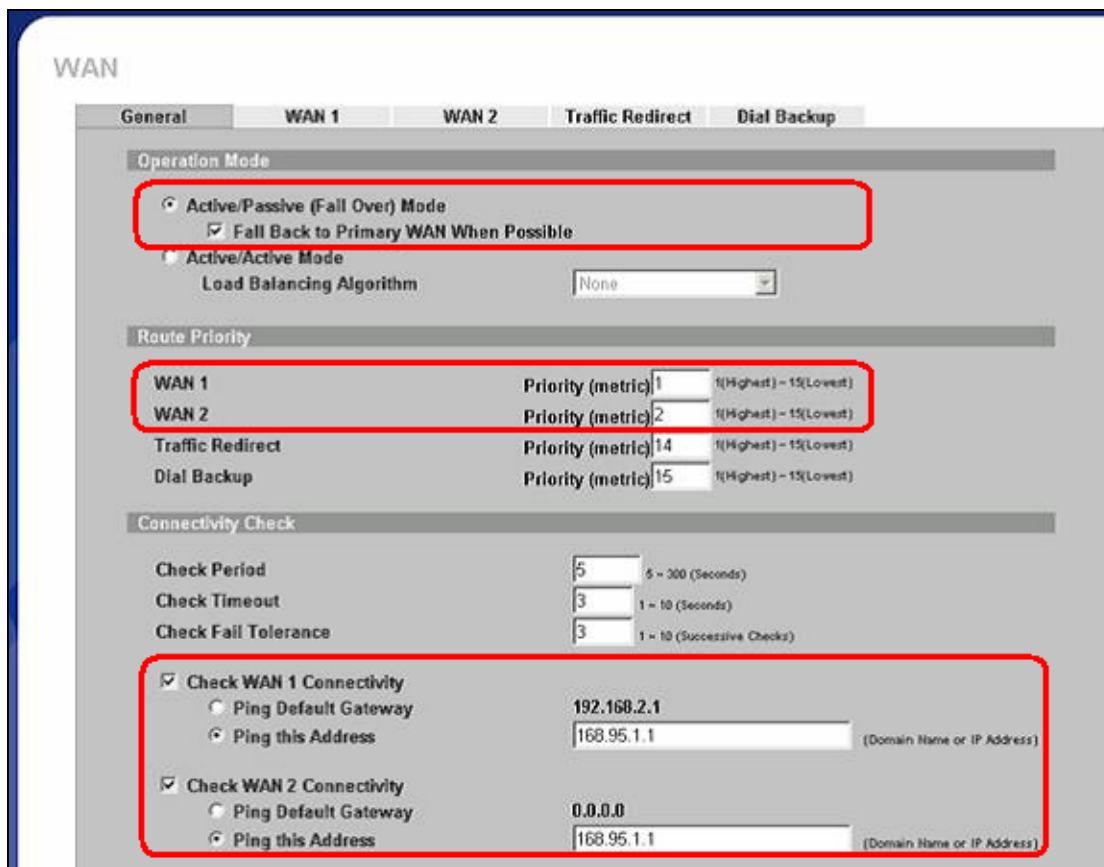 WAN
General WAN 1 WAN 2 Traffic Redirect Dial Backup
Operation Mode
Active/Passive (Fall Over) Mode
Fall Back to Primary WAN When Possible
Active/Active Mode
Load Balancing Algorithm None
Route Priority
WAN 1 Priority (metric) 1 1(Highest) ~ 15(Lowest)
WAN 2 Priority (metric) 2 1(Highest) ~ 15(Lowest)
Traffic Redirect Priority (metric) 14 1(Highest) ~ 15(Lowest)
Dial Backup Priority (metric) 15 1(Highest) ~ 15(Lowest)
Connectivity Check
Check Period 5 5 ~ 300 (Seconds)
Check Timeout 3 1 ~ 10 (Seconds)
Check Fail Tolerance 3 1 ~ 10 (Successive Checks)
Check WAN 1 Connectivity
Ping Default Gateway 192.168.2.1
Ping this Address 168.95.1.1 (Domain Name or IP Address)
Check WAN 2 Connectivity
Ping Default Gateway 0.0.0.0
Ping this Address 168.95.1.1 (Domain Name or IP Address)